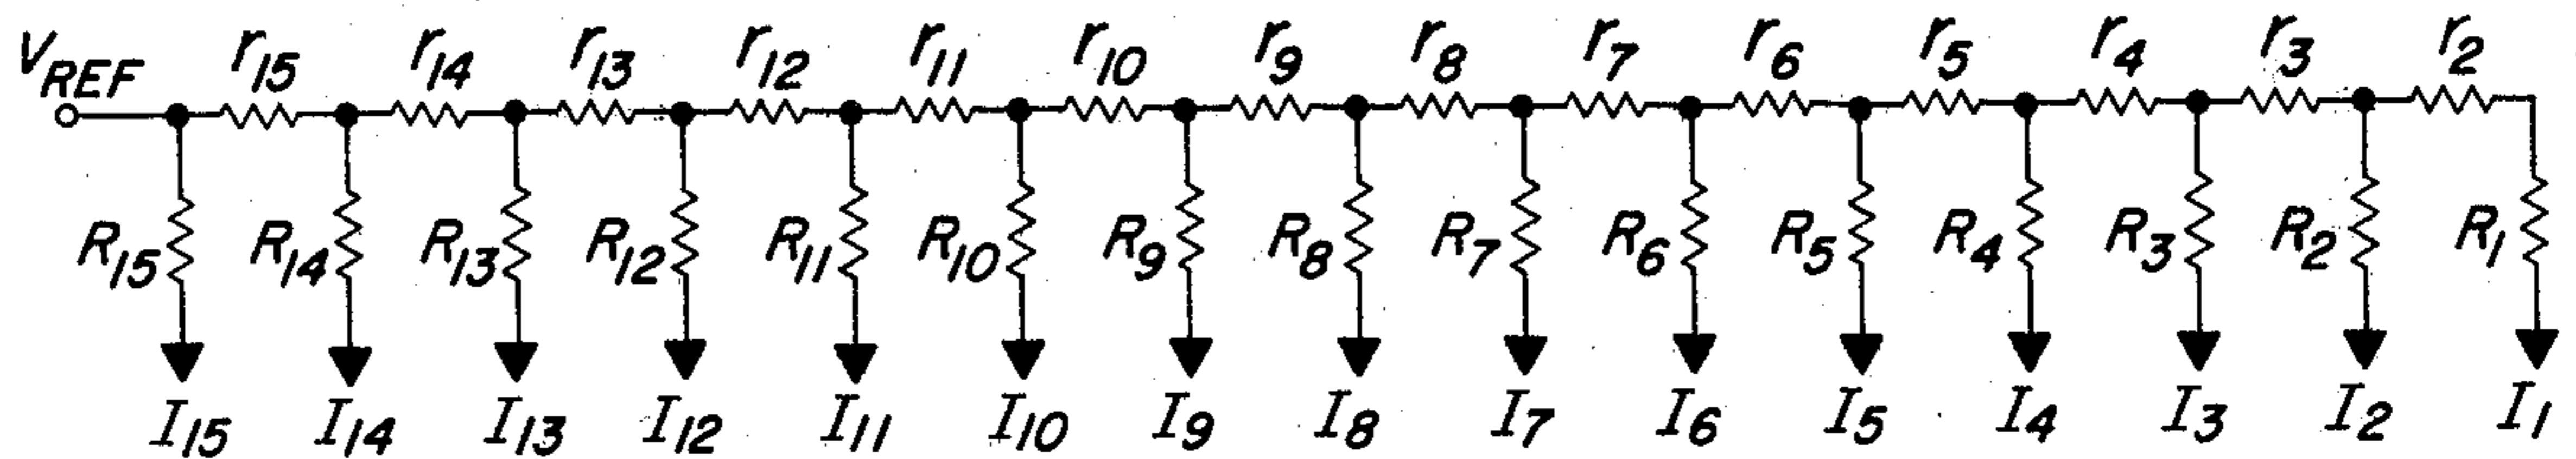 V_REF r15 r14 r13 r12 r11 r10 r9 r8 r7 r6 r5 r4 r3 r2
R15 R14 R13 R12 R11 R10 R9 R8 R7 R6 R5 R4 R3 R2 R1
I15 I14 I13 I12 I11 I10 I9 I8 I7 I6 I5 I4 I3 I2 I1